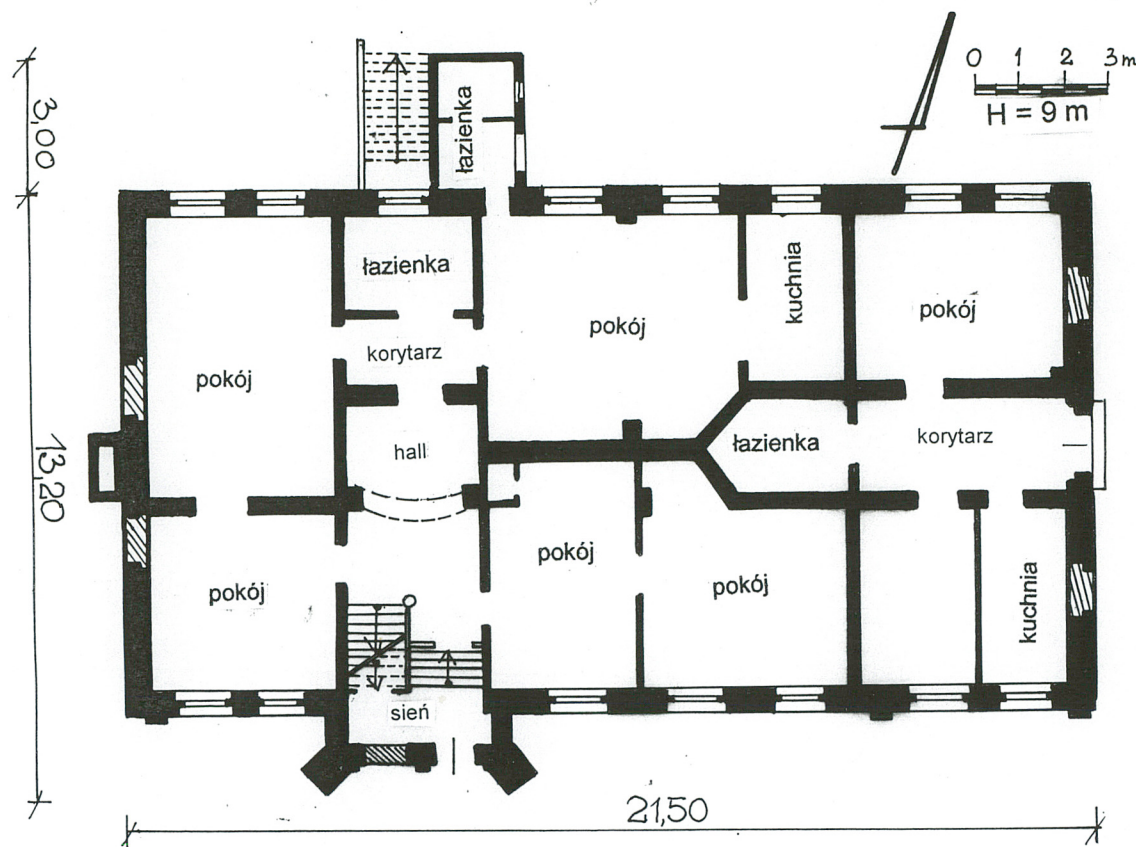 0 1 2 3 m
H = 9 m
3,00
łazienka
łazienka
kuchnia
pokój
pokój
korytarz
pokój
hall
łazienka
korytarz
13,20
pokój
pokój
pokój
kuchnia
sień
21,50